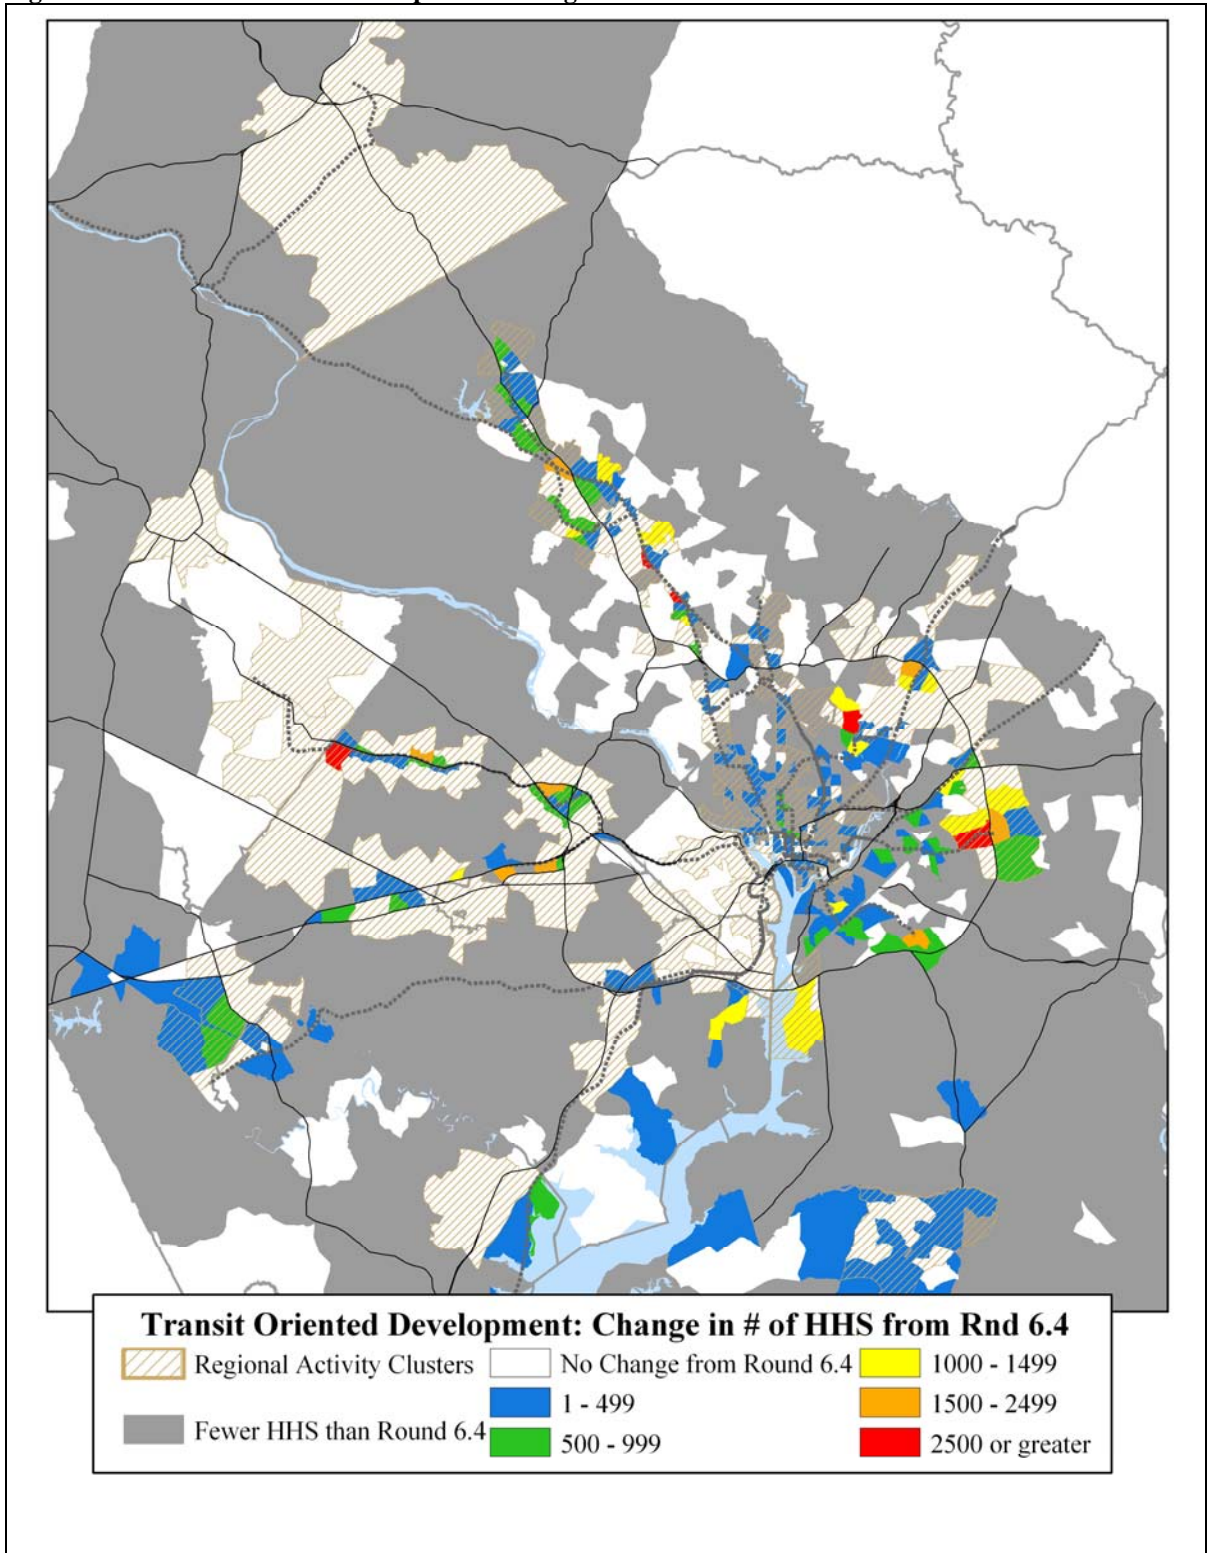 Transit Oriented Development: Change in # of HHS from Rnd 6.4
Regional Activity Clusters
No Change from Round 6.4
1000 - 1499
1 - 499
1500 - 2499
Fewer HHS than Round 6.4
500 - 999
2500 or greater